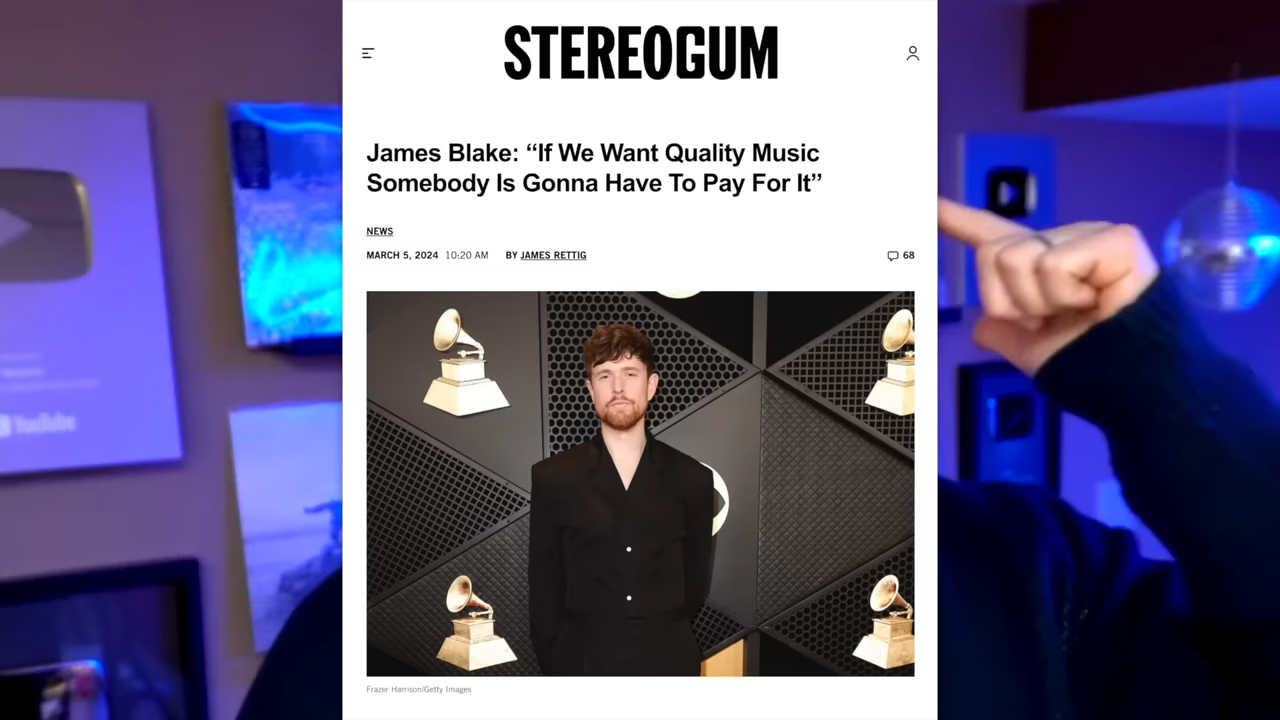 STEREOGUM
James Blake: “If We Want Quality Music
Somebody Is Gonna Have To Pay For It”
NEWS
MARCH 5, 2024 10:20 AM BY JAMES RETTIG
68
Frazer Harrison/Getty Images
YouTube